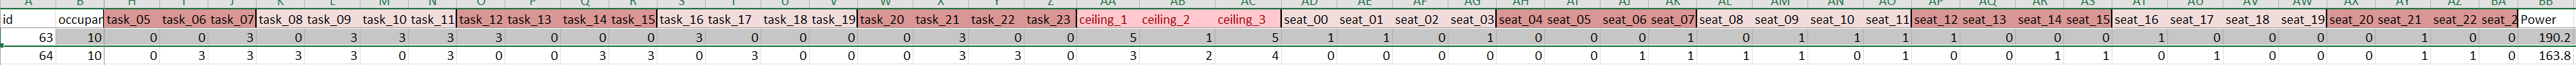 A B H I J K L M N O P Q R S T U V W X Y Z AA AB AC AD AE AF AG AH AI AJ AK AL AM AN AO AP AQ AR AS AT AU AV AW AX AY AZ BA BB
id occupar task_05 task_06 task_07 task_08 task_09 task_10 task_11 task_12 task_13 task_14 task_15 task_16 task_17 task_18 task_19 task_20 task_21 task_22 task_23 ceiling_1 ceiling_2 ceiling_3 seat_00 seat_01 seat_02 seat_03 seat_04 seat_05 seat_06 seat_07 seat_08 seat_09 seat_10 seat_11 seat_12 seat_13 seat_14 seat_15 seat_16 seat_17 seat_18 seat_19 seat_20 seat_21 seat_22 seat_2 Power
63 10 0 0 3 0 3 3 3 3 0 0 0 3 0 0 0 0 3 0 0 5 1 5 1 1 0 1 0 0 0 1 0 1 1 1 1 0 0 0 1 0 0 0 0 1 0 0 190.2
64 10 0 3 3 3 3 0 3 0 0 3 3 0 3 0 0 0 3 3 0 3 2 4 0 0 0 0 0 0 1 1 1 1 0 1 0 0 1 1 0 1 0 0 0 1 1 0 163.8